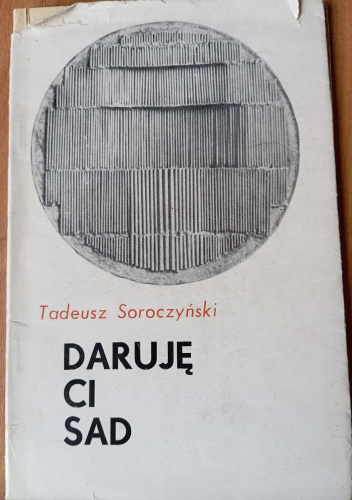 Tadeusz Soroczyński
DARUJĘ
CI
SAD